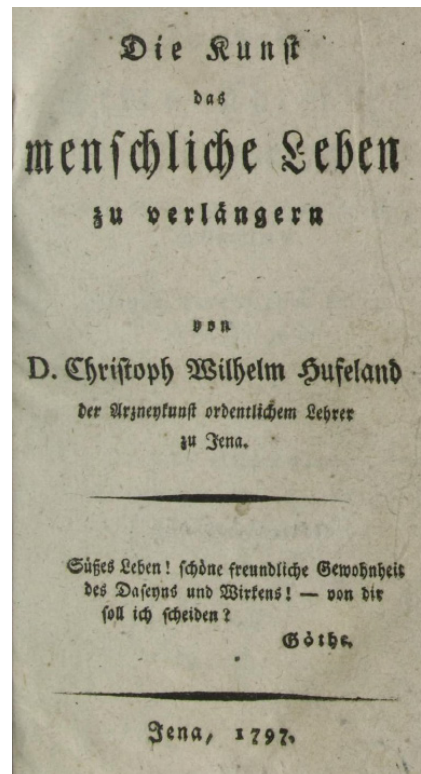 Die Kunſt
das
menſchliche Leben
zu verlängern
von
D. Chriſtoph Wilhelm Hufeland
der Arzneykunſt ordentlichem Lehrer
zu Jena.
Süßes Leben! ſchöne freundliche Gewohnheit
des Daſeyns und Wirkens! — von dir
ſoll ich ſcheiden?
Göthe.
Jena, 1797.